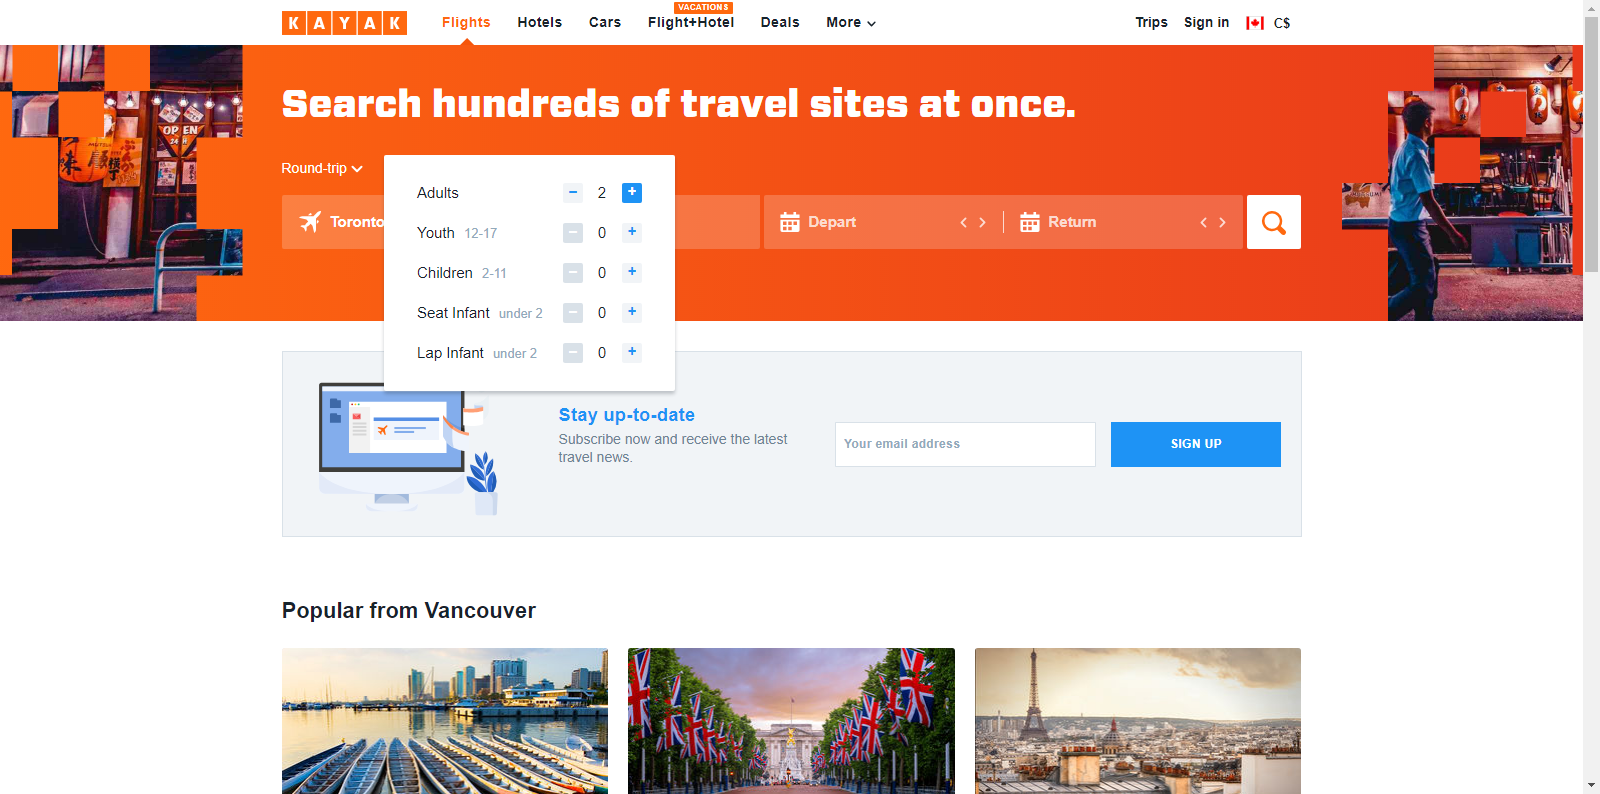 KAYAK
Flights
Hotels
Cars
VACATIONS
Flight+Hotel
Deals
More
Trips
Sign in
C$
Search hundreds of travel sites at once.
Round-trip
Toronto
Depart
Return
Adults
2
Youth 12-17
0
Children 2-11
0
Seat Infant under 2
0
Lap Infant under 2
0
OPEN
Stay up-to-date
Subscribe now and receive the latest
travel news.
Your email address
SIGN UP
Popular from Vancouver